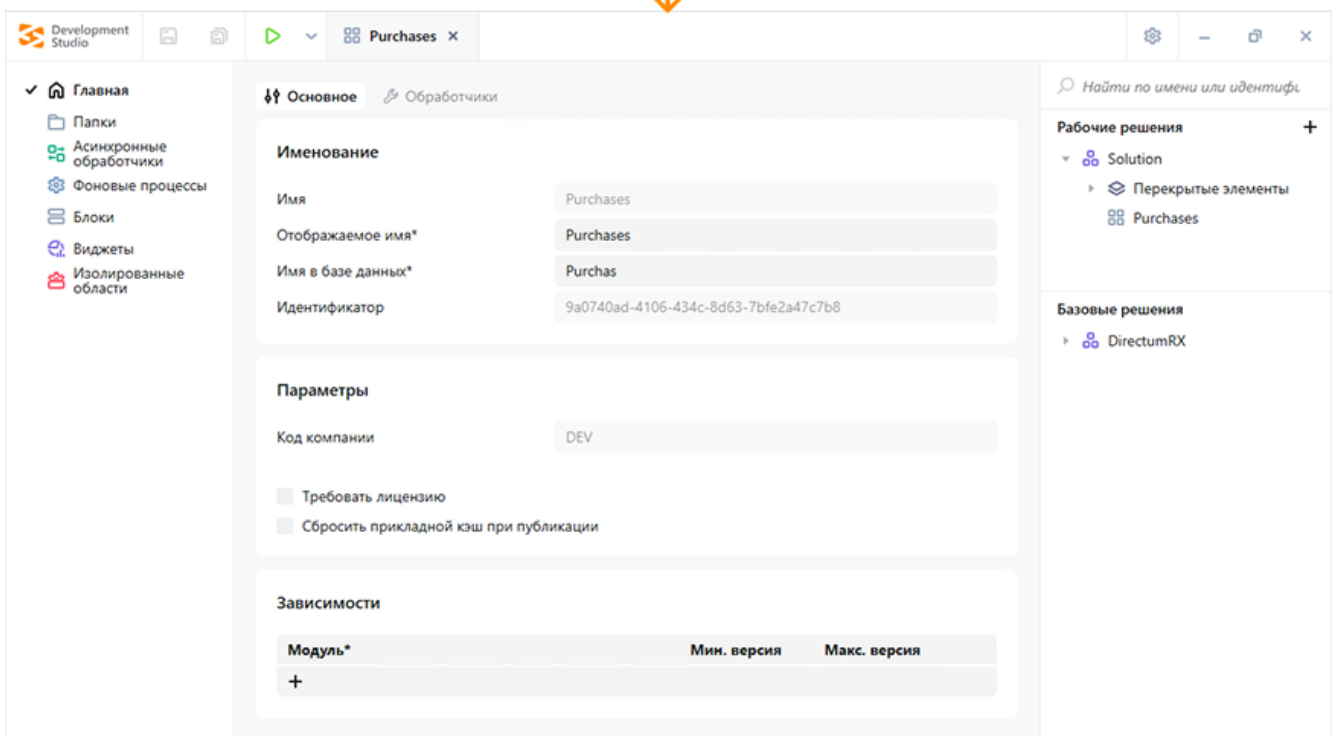 Development
Studio
Purchases
Главная
Папки
Асинхронные
обработчики
Фоновые процессы
Блоки
Виджеты
Изолированные
области
Основное
Обработчики
Именование
Имя
Purchases
Отображаемое имя*
Purchases
Имя в базе данных*
Purchas
Идентификатор
9a0740ad-4106-434c-8d63-7bfe2a47c7b8
Параметры
Код компании
DEV
Требовать лицензию
Сбросить прикладной кэш при публикации
Зависимости
Модуль* Мин. версия Макс. версия
Найти по имени или идентифи
Рабочие решения
Solution
Перекрытые элементы
Purchases
Базовые решения
DirectumRX